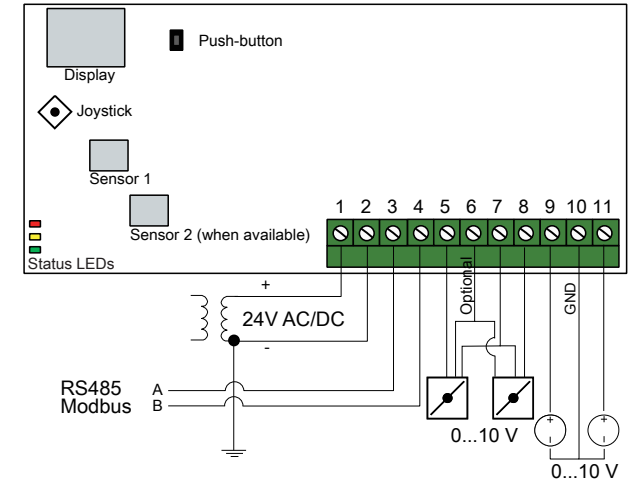 Push-button
Display
Joystick
Sensor 1
Sensor 2 (when available)
Status LEDs
1 2 3 4 5 6 7 8 9 10 11
Optional
GND
+
24V AC/DC
-
RS485 A
Modbus B
0...10 V
+ +
0...10 V